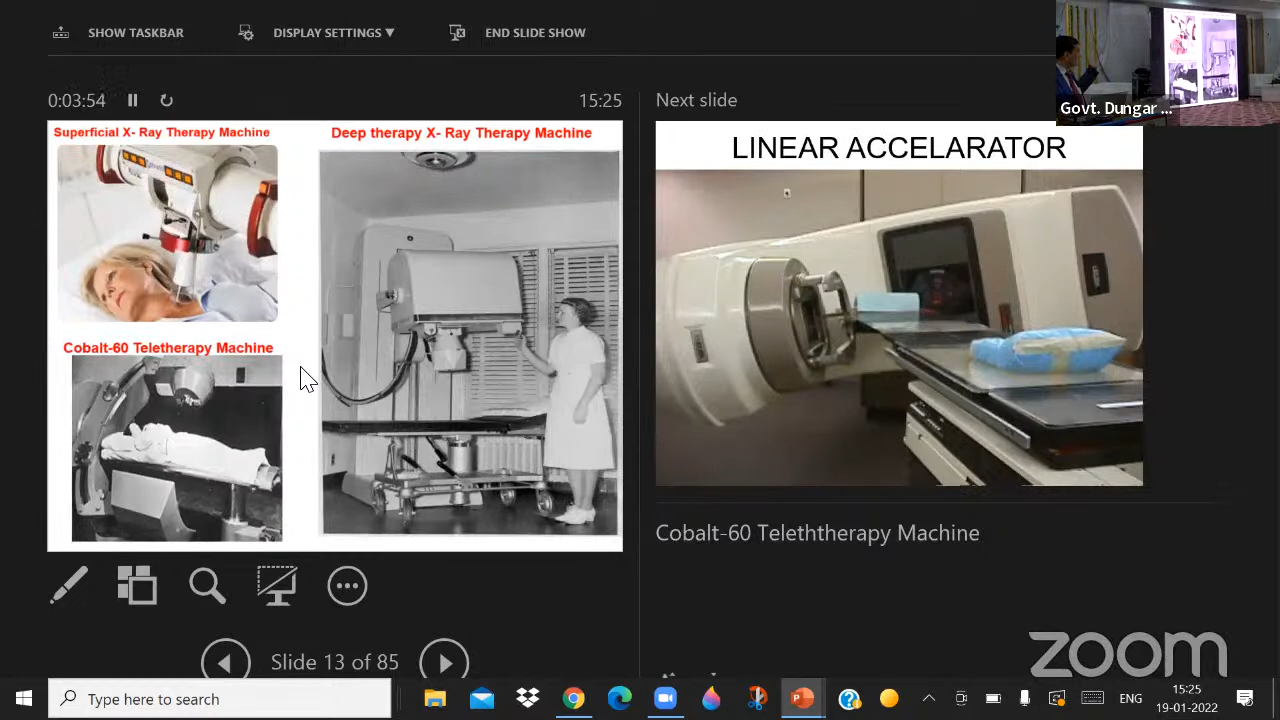 SHOW TASKBAR
DISPLAY SETTINGS ▼
END SLIDE SHOW
Govt. Dungar ...
0:03:54
15:25
Next slide
Superficial X- Ray Therapy Machine
Deep therapy X- Ray Therapy Machine
LINEAR ACCELARATOR
Cobalt-60 Teletherapy Machine
Cobalt-60 Teleththerapy Machine
Slide 13 of 85
zoom
Type here to search
ENG
15:25
19-01-2022